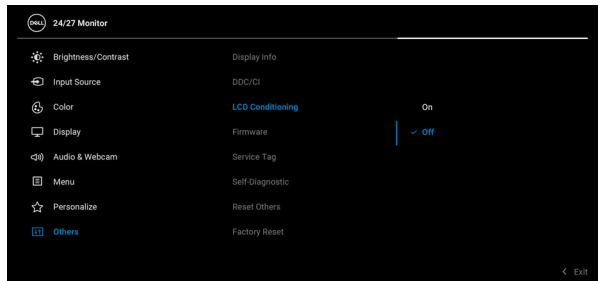 DELL 24/27 Monitor
Brightness/Contrast Display Info
Input Source DDC/CI
Color LCD Conditioning On
Display Firmware ✓ Off
Audio & Webcam Service Tag
Menu Self-Diagnostic
Personalize Reset Others
Others Factory Reset
< Exit